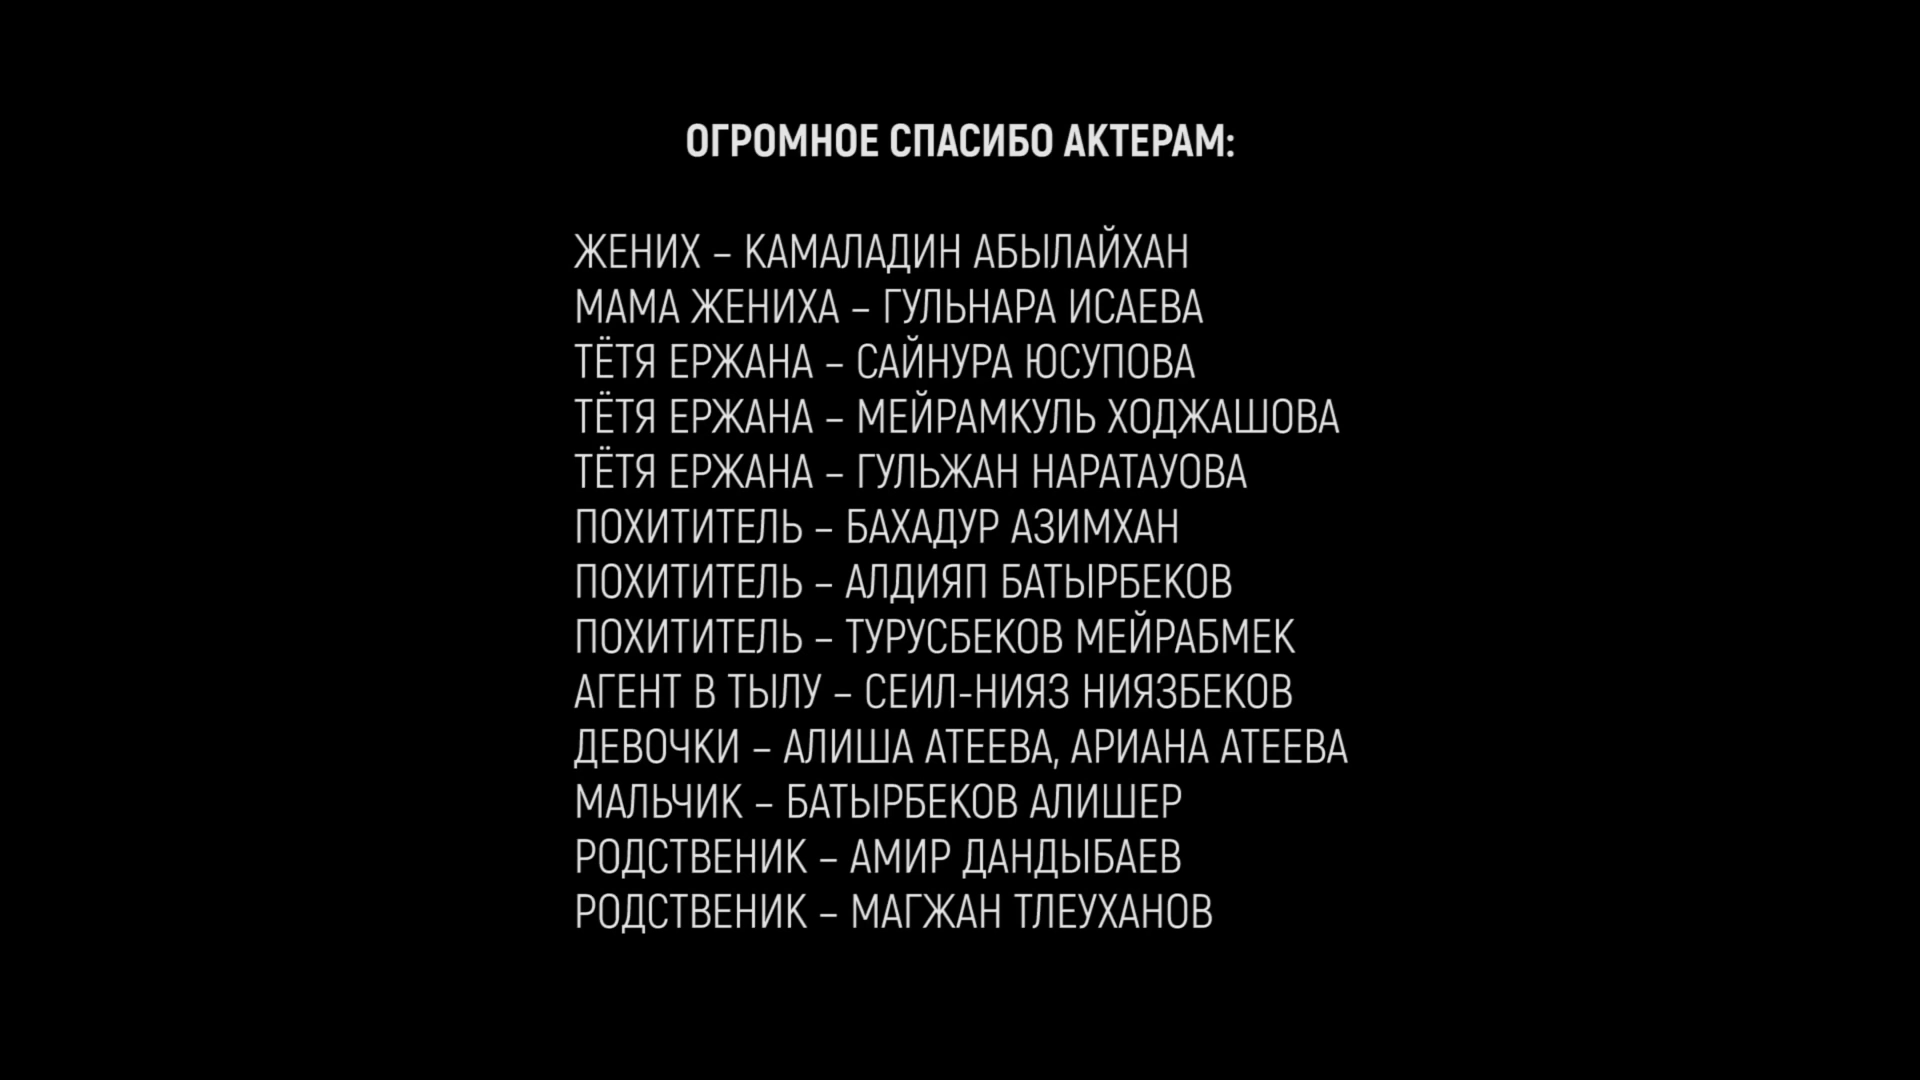 ОГРОМНОЕ СПАСИБО АКТЕРАМ:
ЖЕНИХ – КАМАЛАДИН АБЫЛАЙХАН
МАМА ЖЕНИХА – ГУЛЬНАРА ИСАЕВА
ТЁТЯ ЕРЖАНА – САЙНУРА ЮСУПОВА
ТЁТЯ ЕРЖАНА – МЕЙРАМКУЛЬ ХОДЖАШОВА
ТЁТЯ ЕРЖАНА – ГУЛЬЖАН НАРАТАУОВА
ПОХИТИТЕЛЬ – БАХАДУР АЗИМХАН
ПОХИТИТЕЛЬ – АЛДИЯП БАТЫРБЕКОВ
ПОХИТИТЕЛЬ – ТУРУСБЕКОВ МЕЙРАБМЕК
АГЕНТ В ТЫЛУ – СЕИЛ-НИЯЗ НИЯЗБЕКОВ
ДЕВОЧКИ – АЛИША АТЕЕВА, АРИАНА АТЕЕВА
МАЛЬЧИК – БАТЫРБЕКОВ АЛИШЕР
РОДСТВЕНИК – АМИР ДАНДЫБАЕВ
РОДСТВЕНИК – МАГЖАН ТЛЕУХАНОВ